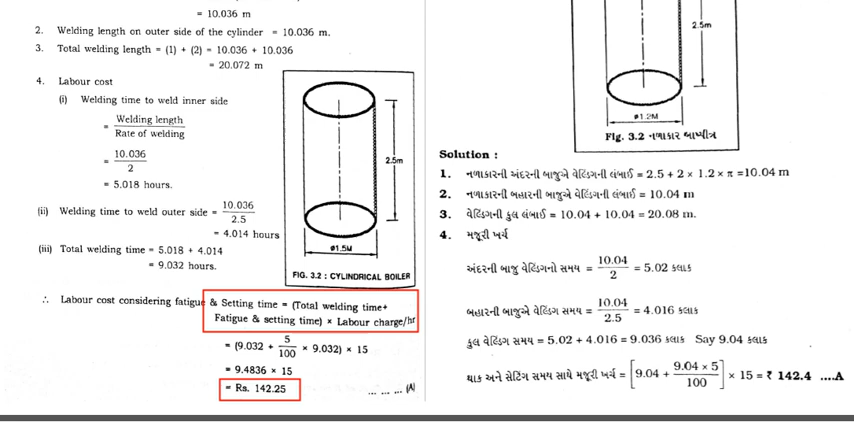 = 10.036 m
2. Welding length on outer side of the cylinder = 10.036 m.
3. Total welding length = (1) + (2) = 10.036 + 10.036
= 20.072 m
4. Labour cost
(i) Welding time to weld inner side
= Welding length / Rate of welding
= 10.036 / 2
= 5.018 hours.
(ii) Welding time to weld outer side = 10.036 / 2.5
= 4.014 hours
(iii) Total welding time = 5.018 + 4.014
= 9.032 hours.
2.5m
ø1.5M
FIG. 3.2 : CYLINDRICAL BOILER
∴ Labour cost considering fatigue & Setting time = (Total welding time+
Fatigue & setting time) × Labour charge/hr
= (9.032 + 5/100 × 9.032) × 15
= 9.4836 × 15
= Rs. 142.25 ... ... ... (A)
2.5m
ø1.2M
Fig. 3.2 નળાકાર બાષ્પીત્ર
Solution :
1. નળાકારની અંદરની બાજુએ વેલ્ડિંગની લંબાઈ = 2.5 + 2 × 1.2 × π =10.04 m
2. નળાકારની બહારની બાજુએ વેલ્ડિંગની લંબાઈ = 10.04 m
3. વેલ્ડિંગની કુલ લંબાઈ = 10.04 + 10.04 = 20.08 m.
4. મજૂરી ખર્ચ
અંદરની બાજુ વેલ્ડિંગનો સમય = 10.04 / 2 = 5.02 કલાક
બહારની બાજુએ વેલ્ડિંગ સમય = 10.04 / 2.5 = 4.016 કલાક
કુલ વેલ્ડિંગ સમય = 5.02 + 4.016 = 9.036 કલાક Say 9.04 કલાક
થાક અને સેટિંગ સમય સાથે મજૂરી ખર્ચ = [9.04 + 9.04 × 5 / 100] × 15 = ₹ 142.4 ....A